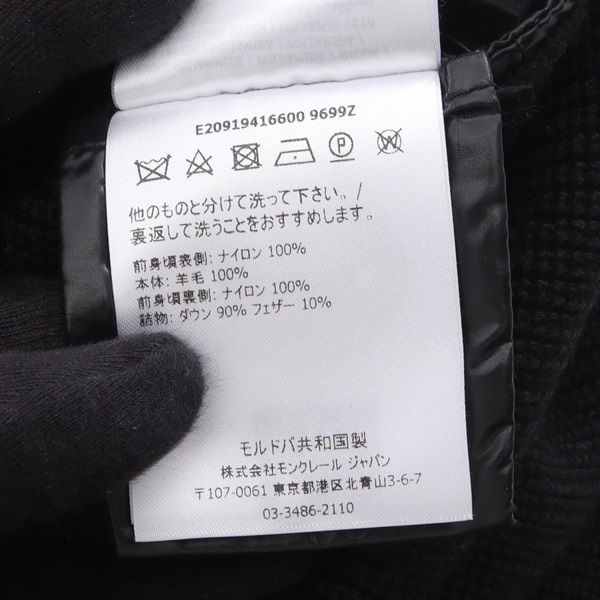 E20919416600 9699Z
P
W
他のものと分けて洗って下さい。/
裏返して洗うことをおすすめします。
前身頃表側: ナイロン 100%
本体: 羊毛 100%
前身頃裏側: ナイロン 100%
詰物: ダウン 90% フェザー 10%
モルドバ共和国製
株式会社モンクレール ジャパン
〒107-0061 東京都港区北青山3-6-7
03-3486-2110